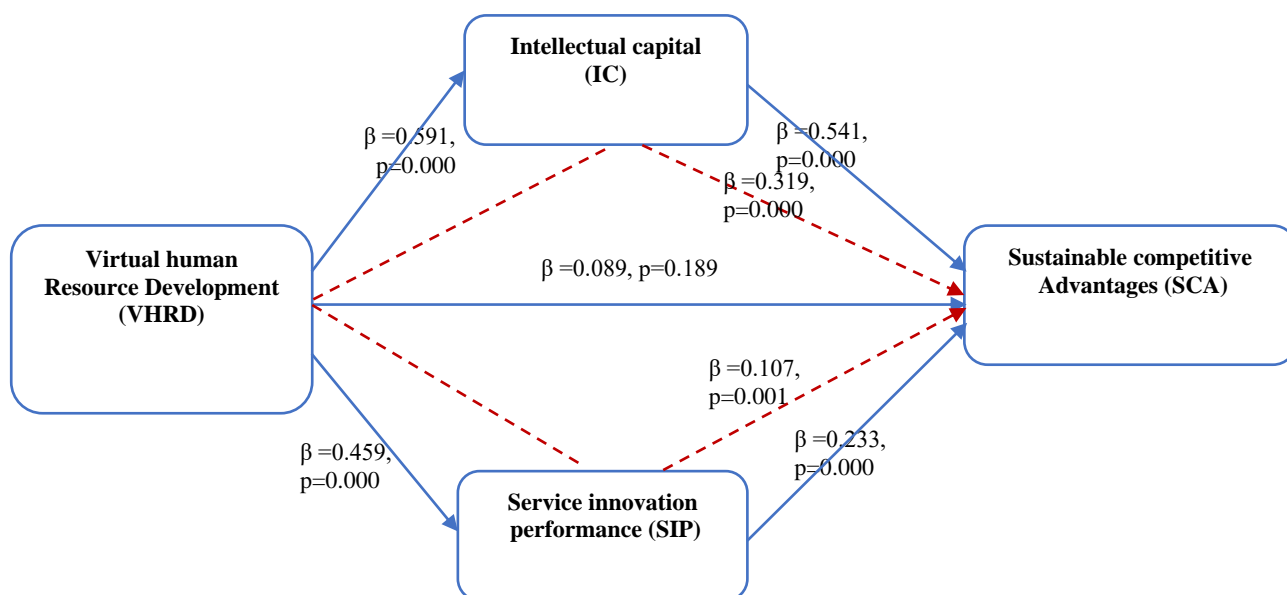 Intellectual capital
(IC)
β =0.591,
p=0.000
β =0.541,
p=0.000
β =0.319,
p=0.000
Virtual human
Resource Development
(VHRD)
β =0.089, p=0.189
Sustainable competitive
Advantages (SCA)
β =0.107,
p=0.001
β =0.459,
p=0.000
β =0.233,
p=0.000
Service innovation
performance (SIP)